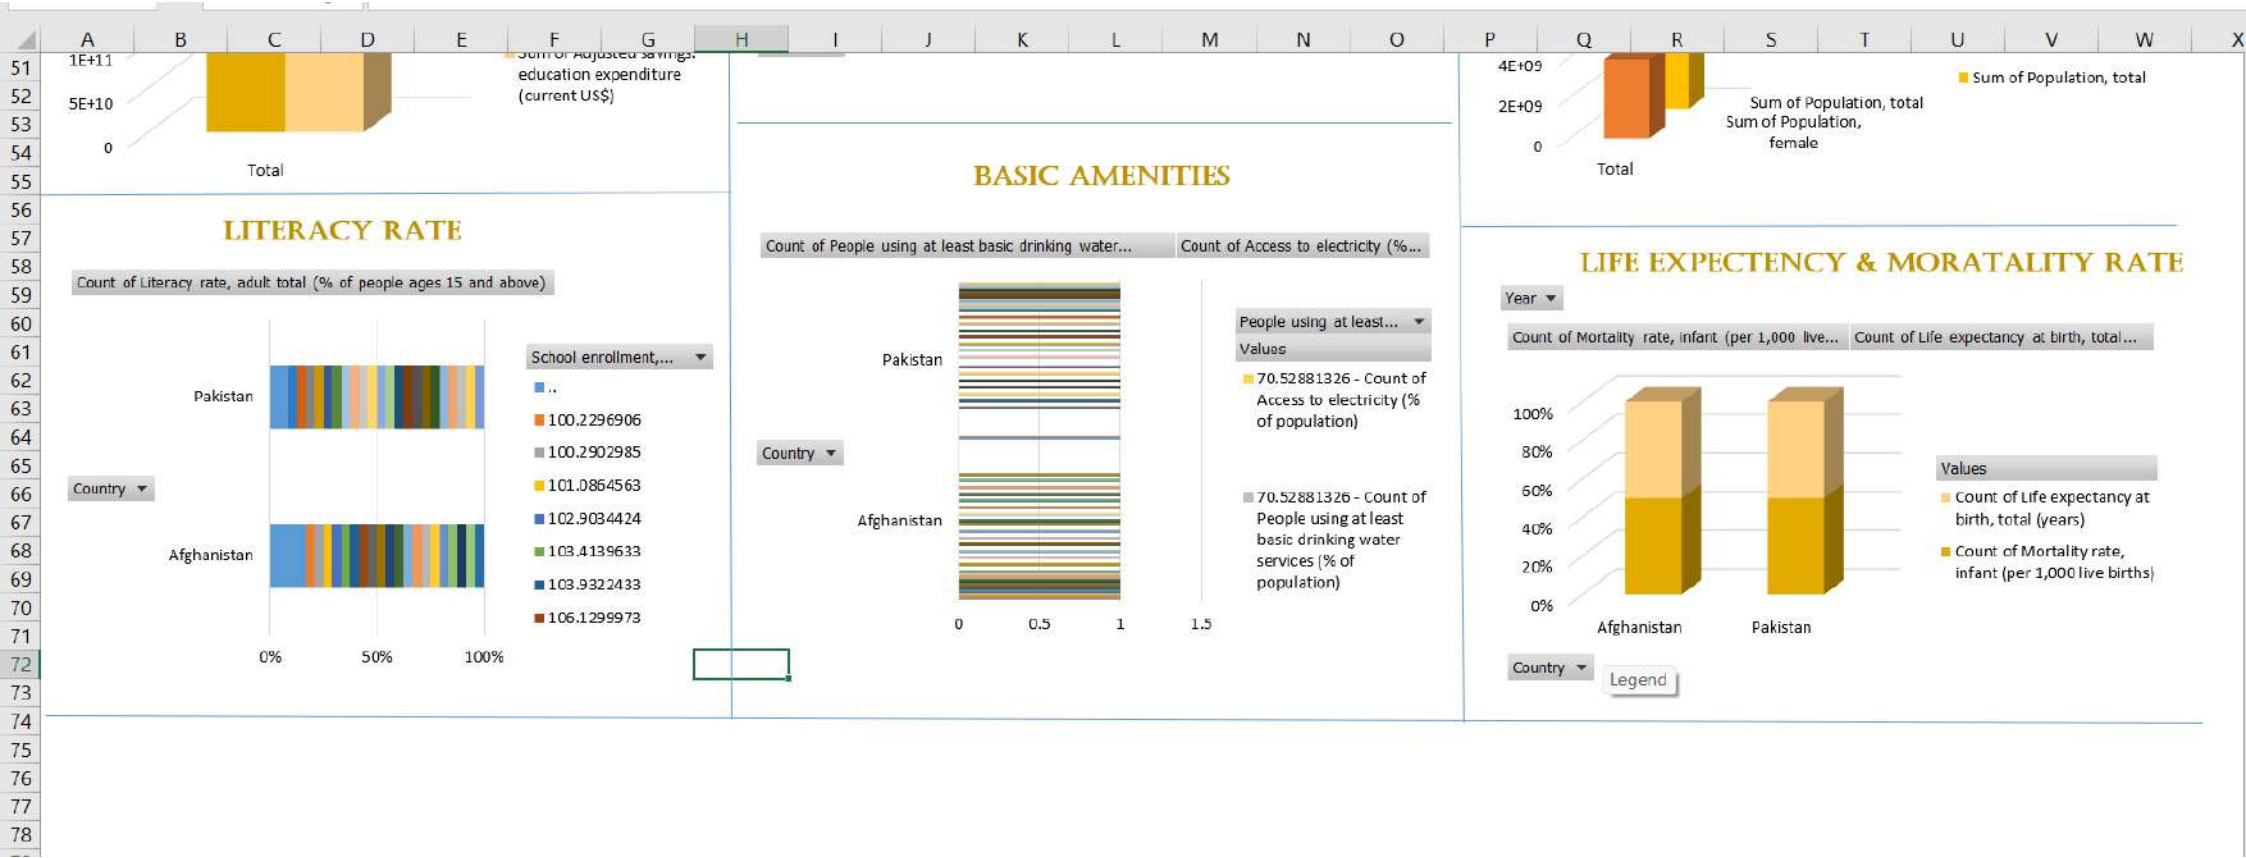 A B C D E F G H I J K L M N O P Q R S T U V W X
51
52
53
54
55
56
57
58
59
60
61
62
63
64
65
66
67
68
69
70
71
72
73
74
75
76
77
78
1E+11
5E+10
0
Total
Sum of Adjusted savings:
education expenditure
(current US$)
LITERACY RATE
Count of Literacy rate, adult total (% of people ages 15 and above)
Pakistan
Country
Afghanistan
0% 50% 100%
School enrollment,...
..
100.2296906
100.2902985
101.0864563
102.9034424
103.4139633
103.9322433
106.1299973
BASIC AMENITIES
Count of People using at least basic drinking water...
Count of Access to electricity (%...
Pakistan
Country
Afghanistan
0 0.5 1 1.5
People using at least...
Values
70.52881326 - Count of
Access to electricity (%
of population)
70.52881326 - Count of
People using at least
basic drinking water
services (% of
population)
4E+09
2E+09
0
Total
Sum of Population, total
Sum of Population,
female
Sum of Population, total
LIFE EXPECTENCY & MORATALITY RATE
Year
Count of Mortality rate, infant (per 1,000 live...
Count of Life expectancy at birth, total...
100%
80%
60%
40%
20%
0%
Afghanistan Pakistan
Country
Legend
Values
Count of Life expectancy at
birth, total (years)
Count of Mortality rate,
infant (per 1,000 live births)